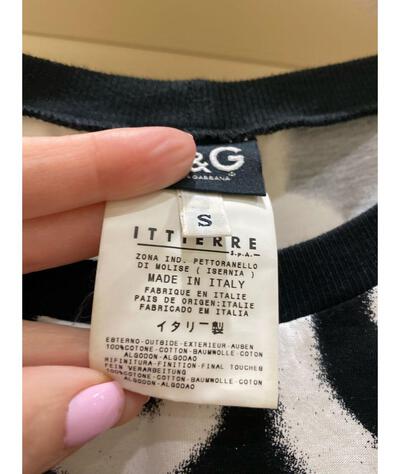 &G
GABBANA
S
ITTIERRE
S.p.A.
ZONA IND. PETTORANELLO
DI MOLISE ( ISERNIA )
MADE IN ITALY
FABRIQUE EN ITALIE
PAIS DE ORIGEN:ITALIE
FABRICADO EM ITALIA
イタリー製
ESTERNO-OUTSIDE-EXTERIEUR-AUBEN
100%COTONE-COTTON-BAUMWOLLE-COTON
ALGODON-ALGODAO
RIFINITURA-FINITION-FINAL TOUCHES
FEIN VERARBEITUNG
100%COTONE-COTTON-BAUMWOLLE-COTON
ALGODON-ALGODAO